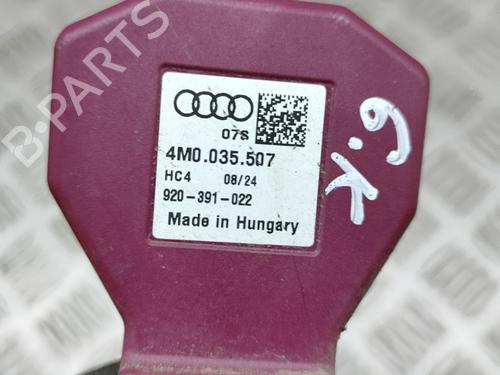 B-PARTS
07S
4M0.035.507
HC4 08/24
920-391-022
Made in Hungary
G.K